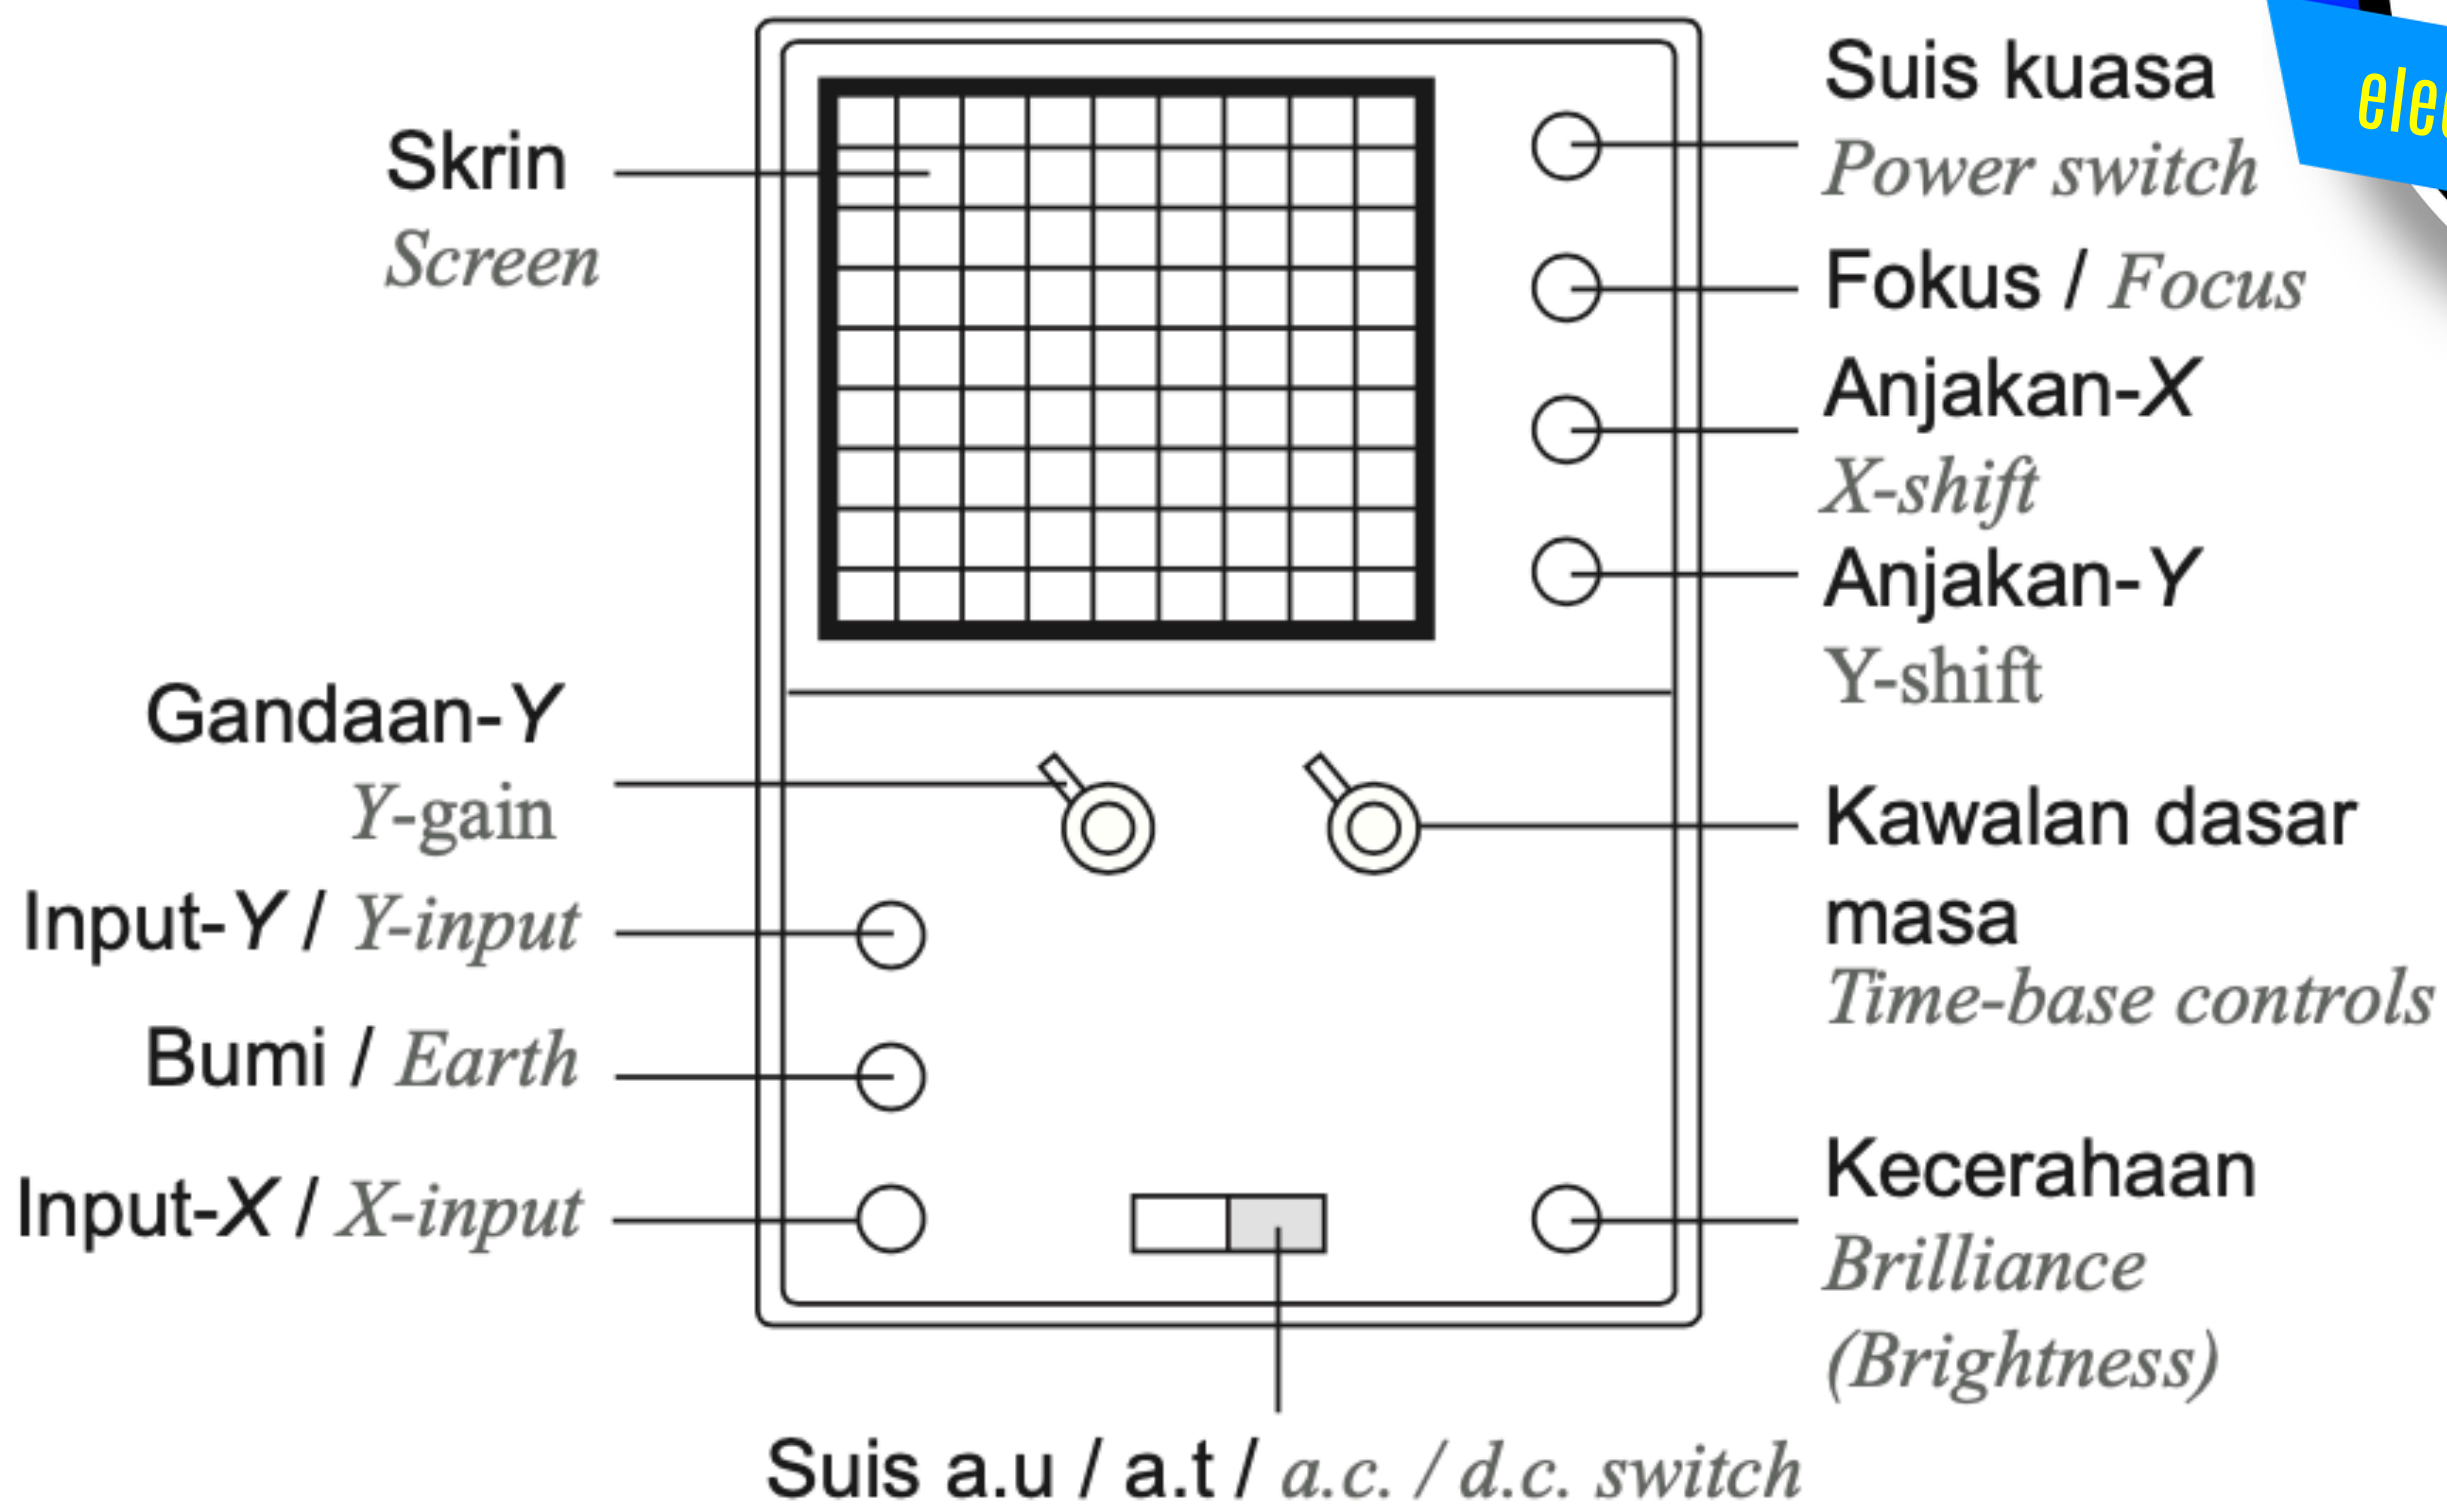 Skrin
Screen
Gandaan-Y
Y-gain
Input-Y / Y-input
Bumi / Earth
Input-X / X-input
Suis kuasa
Power switch
Fokus / Focus
Anjakan-X
X-shift
Anjakan-Y
Y-shift
Kawalan dasar
masa
Time-base controls
Kecerahaan
Brilliance
(Brightness)
Suis a.u / a.t / a.c. / d.c. switch